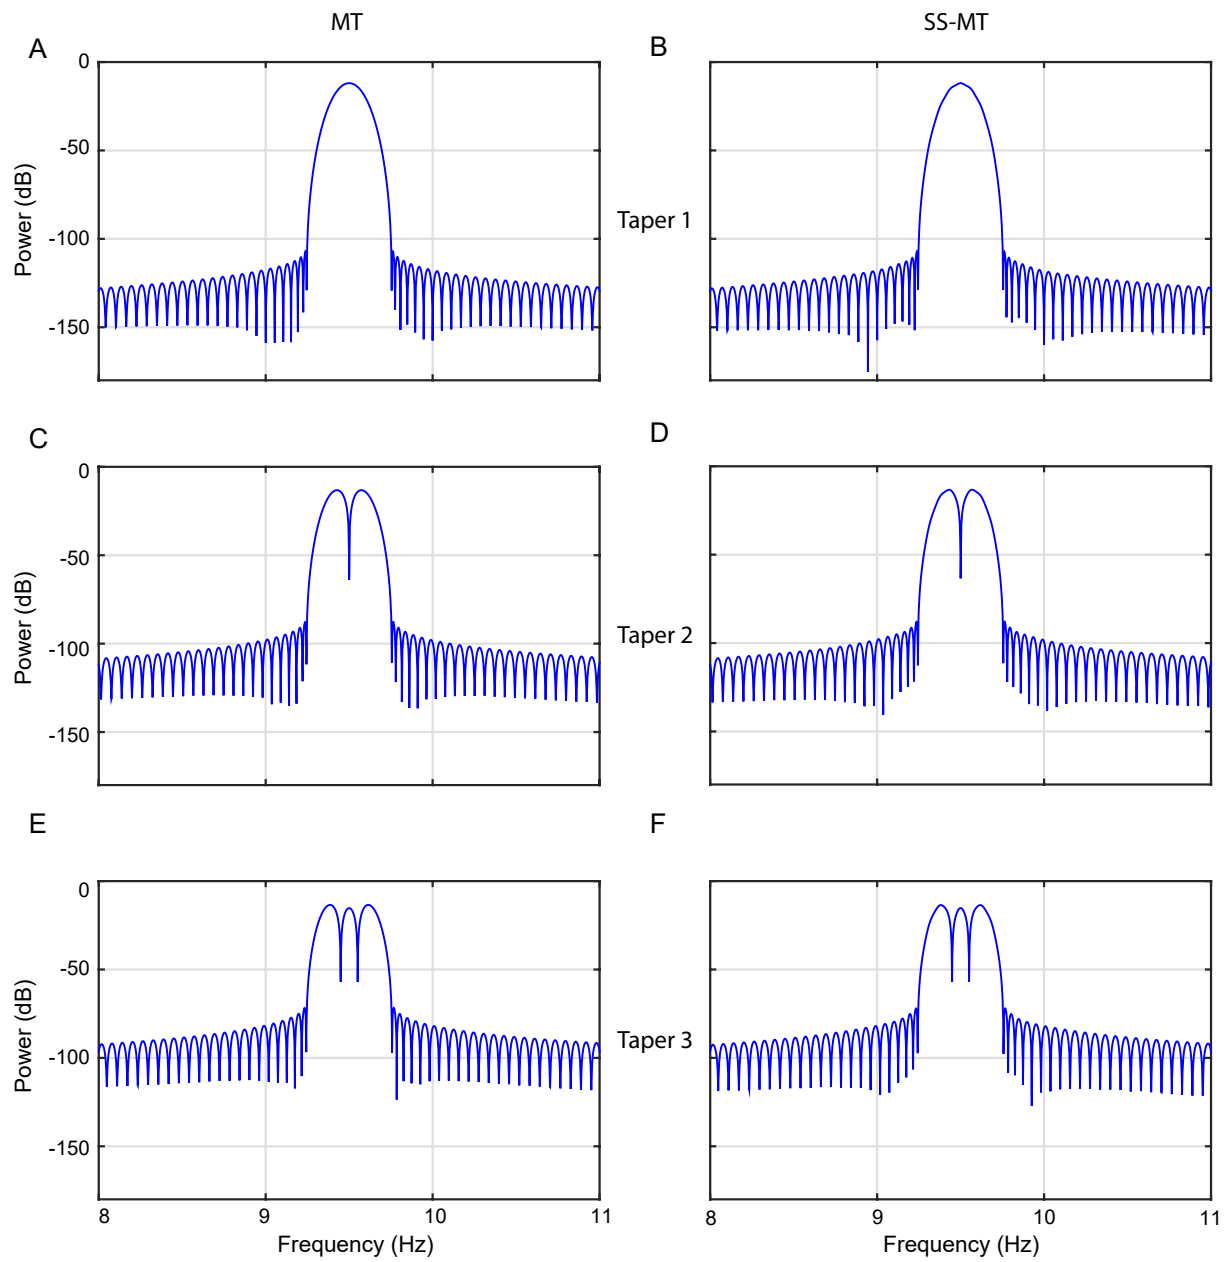 MT
SS-MT
A
B
0
-50
-100
-150
Power (dB)
Taper 1
C
D
0
-50
-100
-150
Power (dB)
Taper 2
E
F
0
-50
-100
-150
Power (dB)
Taper 3
8 9 10 11
8 9 10 11
Frequency (Hz)
Frequency (Hz)